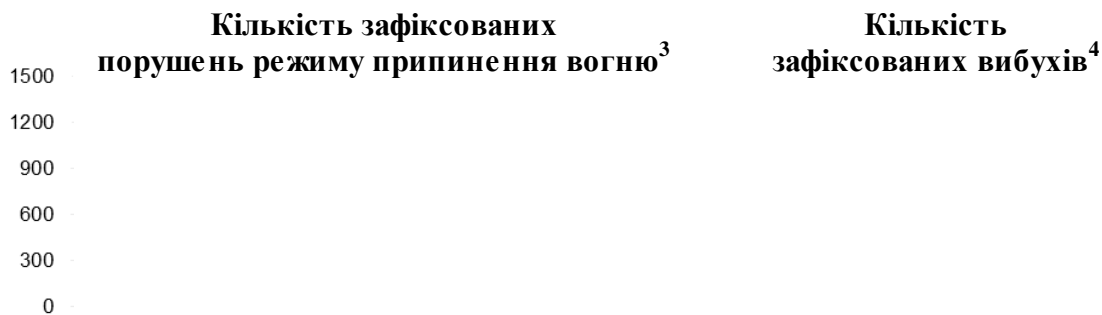 Кількість зафіксованих
порушень режиму припинення вогню³
Кількість
зафіксованих вибухів⁴
1500
1200
900
600
300
0